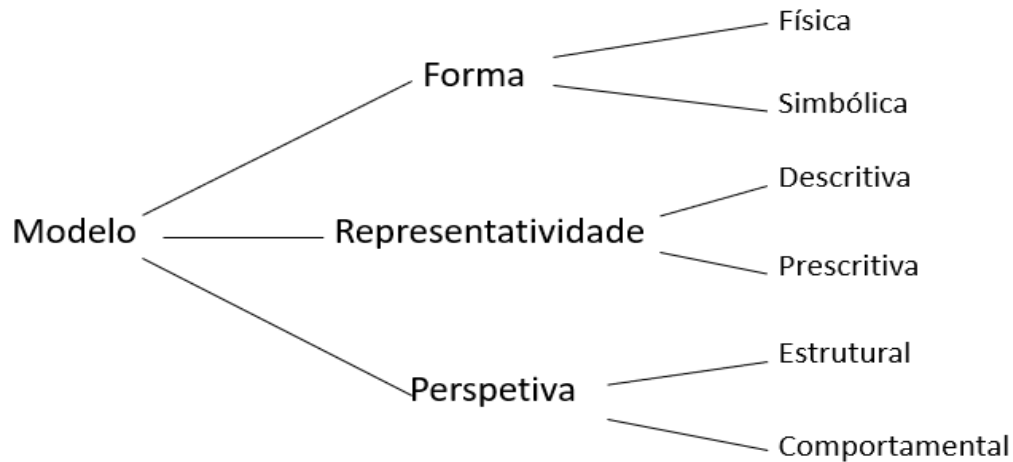 Modelo
Forma
Física
Simbólica
Representatividade
Descritiva
Prescritiva
Perspetiva
Estrutural
Comportamental